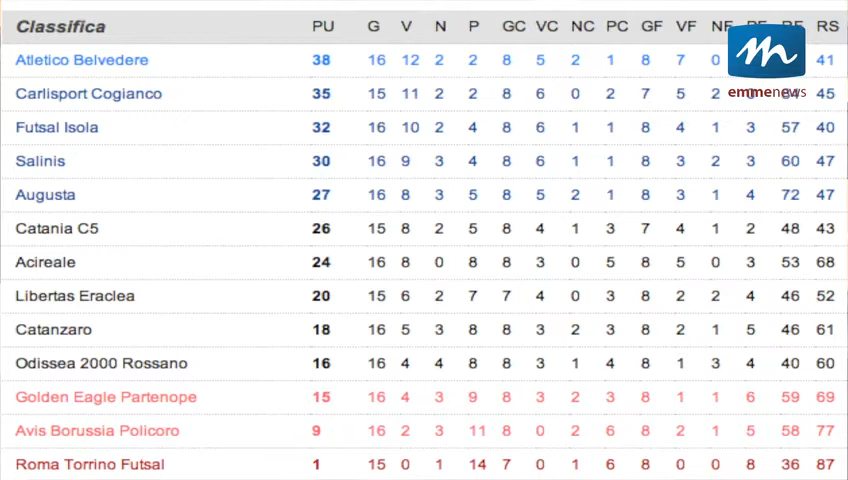 Classifica PU G V N P GC VC NC PC GF VF NF PF RF RS
Atletico Belvedere 38 16 12 2 2 8 5 2 1 8 7 0 41
Carlisport Cogianco 35 15 11 2 2 8 6 0 2 7 5 2 0 84 45
Futsal Isola 32 16 10 2 4 8 6 1 1 8 4 1 3 57 40
Salinis 30 16 9 3 4 8 6 1 1 8 3 2 3 60 47
Augusta 27 16 8 3 5 8 5 2 1 8 3 1 4 72 47
Catania C5 26 15 8 2 5 8 4 1 3 7 4 1 2 48 43
Acireale 24 16 8 0 8 8 3 0 5 8 5 0 3 53 68
Libertas Eraclea 20 15 6 2 7 7 4 0 3 8 2 2 4 46 52
Catanzaro 18 16 5 3 8 8 3 2 3 8 2 1 5 46 61
Odissea 2000 Rossano 16 16 4 4 8 8 3 1 4 8 1 3 4 40 60
Golden Eagle Partenope 15 16 4 3 9 8 3 2 3 8 1 1 6 59 69
Avis Borussia Policoro 9 16 2 3 11 8 0 2 6 8 2 1 5 58 77
Roma Torrino Futsal 1 15 0 1 14 7 0 1 6 8 0 0 8 36 87
emmenews